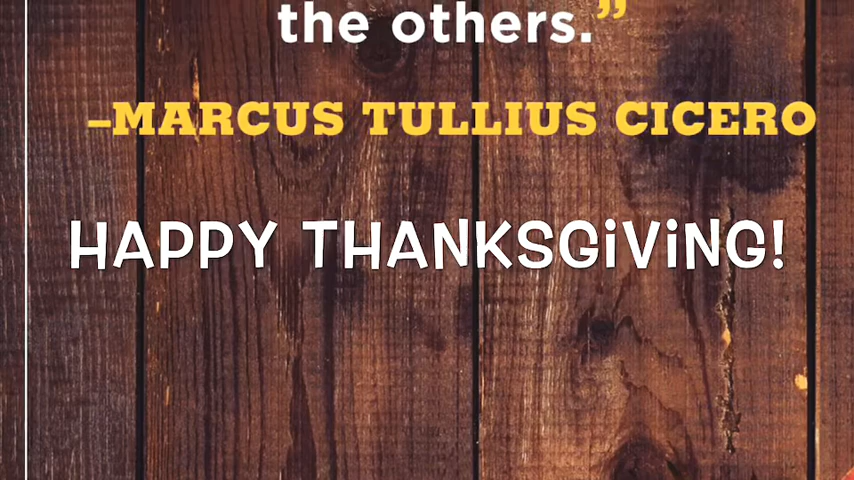 the others.”
–MARCUS TULLIUS CICERO
HAPPY THANKSGiViNG!